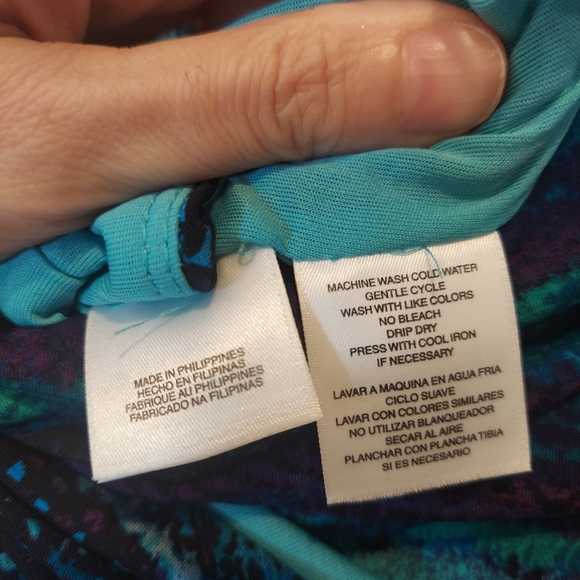 MADE IN PHILIPPINES
HECHO EN FILIPINAS
FABRIQUE AU PHILIPPINES
FABRICADO NA FILIPINAS
MACHINE WASH COLD WATER
GENTLE CYCLE
WASH WITH LIKE COLORS
NO BLEACH
DRIP DRY
PRESS WITH COOL IRON
IF NECESSARY
LAVAR A MAQUINA EN AGUA FRIA
CICLO SUAVE
LAVAR CON COLORES SIMILARES
NO UTILIZAR BLANQUEADOR
SECAR AL AIRE
PLANCHAR CON PLANCHA TIBIA
SI ES NECESARIO